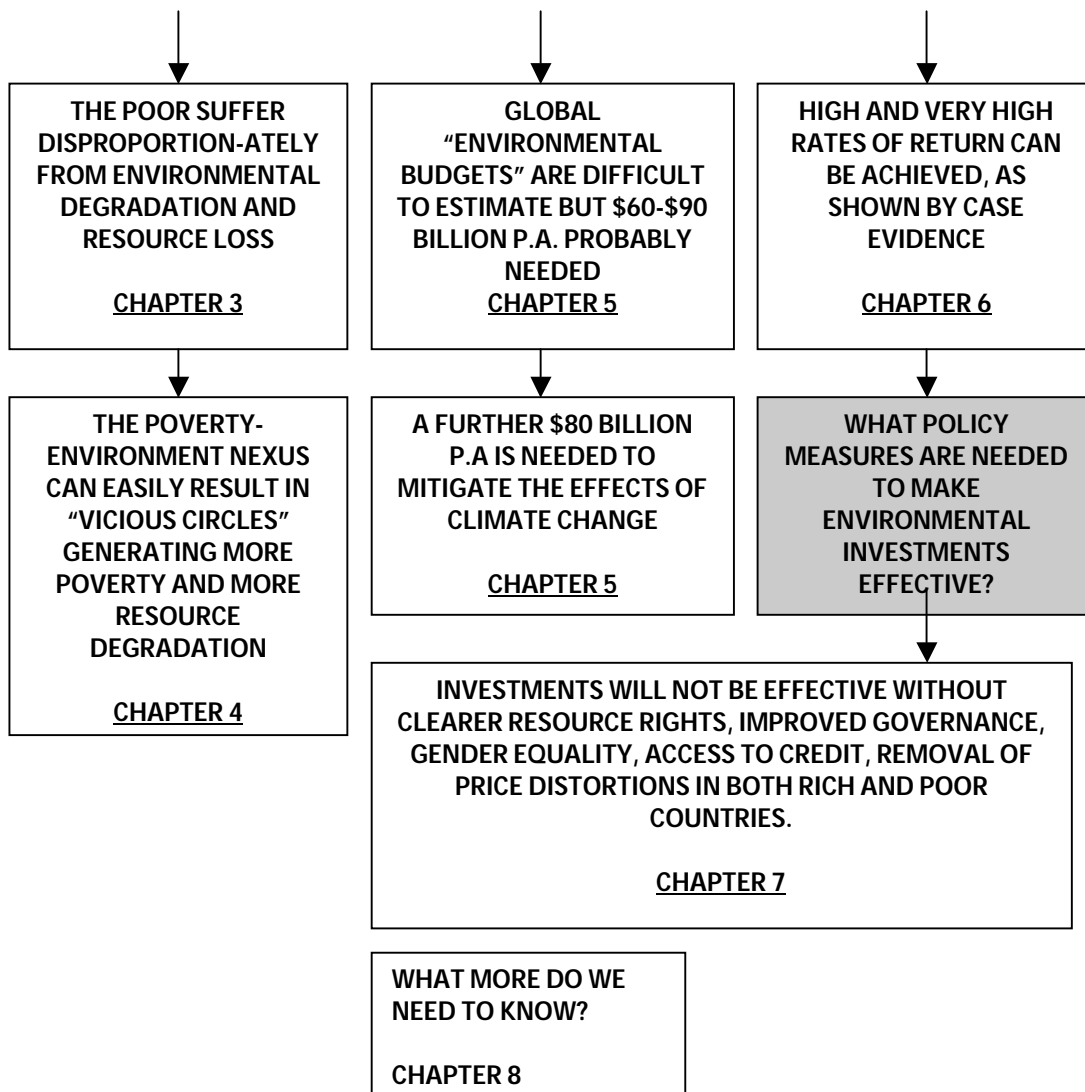 THE POOR SUFFER
DISPROPORTION-ATELY
FROM ENVIRONMENTAL
DEGRADATION AND
RESOURCE LOSS
CHAPTER 3
GLOBAL
“ENVIRONMENTAL
BUDGETS” ARE DIFFICULT
TO ESTIMATE BUT $60-$90
BILLION P.A. PROBABLY
NEEDED
CHAPTER 5
HIGH AND VERY HIGH
RATES OF RETURN CAN
BE ACHIEVED, AS
SHOWN BY CASE
EVIDENCE
CHAPTER 6
THE POVERTY-
ENVIRONMENT NEXUS
CAN EASILY RESULT IN
“VICIOUS CIRCLES”
GENERATING MORE
POVERTY AND MORE
RESOURCE
DEGRADATION
CHAPTER 4
A FURTHER $80 BILLION
P.A IS NEEDED TO
MITIGATE THE EFFECTS OF
CLIMATE CHANGE
CHAPTER 5
WHAT POLICY
MEASURES ARE NEEDED
TO MAKE
ENVIRONMENTAL
INVESTMENTS
EFFECTIVE?
INVESTMENTS WILL NOT BE EFFECTIVE WITHOUT
CLEARER RESOURCE RIGHTS, IMPROVED GOVERNANCE,
GENDER EQUALITY, ACCESS TO CREDIT, REMOVAL OF
PRICE DISTORTIONS IN BOTH RICH AND POOR
COUNTRIES.
CHAPTER 7
WHAT MORE DO WE
NEED TO KNOW?
CHAPTER 8